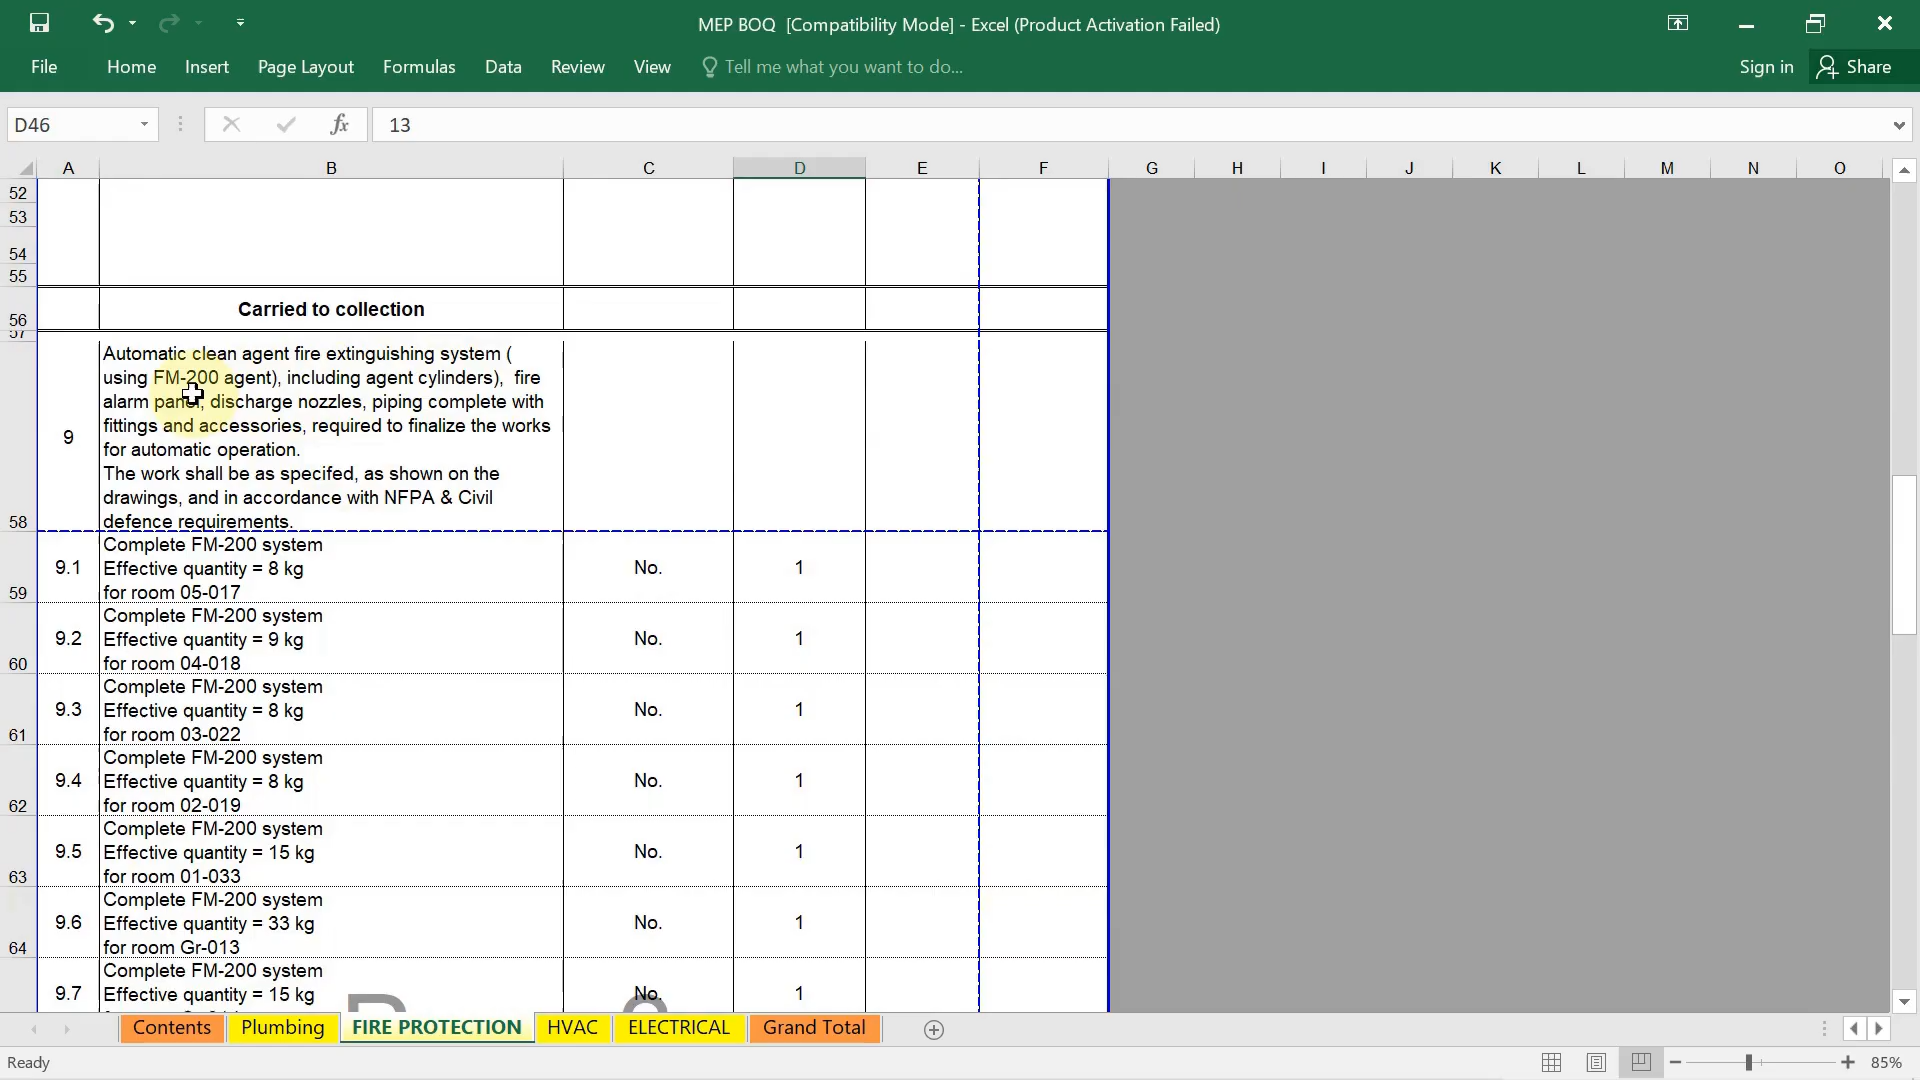 MEP BOQ  [Compatibility Mode] - Excel (Product Activation Failed)
File Home Insert Page Layout Formulas Data Review View Tell me what you want to do... Sign in Share
D46 fx 13
A B C D E F G H I J K L M N O
52
53
54
55
56 Carried to collection
57
Automatic clean agent fire extinguishing system (
using FM-200 agent), including agent cylinders),  fire
alarm panel, discharge nozzles, piping complete with
fittings and accessories, required to finalize the works
9
for automatic operation.
The work shall be as specifed, as shown on the
drawings, and in accordance with NFPA & Civil
58 defence requirements.
Complete FM-200 system
9.1 Effective quantity = 8 kg No. 1
59 for room 05-017
Complete FM-200 system
9.2 Effective quantity = 9 kg No. 1
60 for room 04-018
Complete FM-200 system
9.3 Effective quantity = 8 kg No. 1
61 for room 03-022
Complete FM-200 system
9.4 Effective quantity = 8 kg No. 1
62 for room 02-019
Complete FM-200 system
9.5 Effective quantity = 15 kg No. 1
63 for room 01-033
Complete FM-200 system
9.6 Effective quantity = 33 kg No. 1
64 for room Gr-013
Complete FM-200 system
9.7 Effective quantity = 15 kg No. 1
Contents Plumbing FIRE PROTECTION HVAC ELECTRICAL Grand Total
Ready 85%